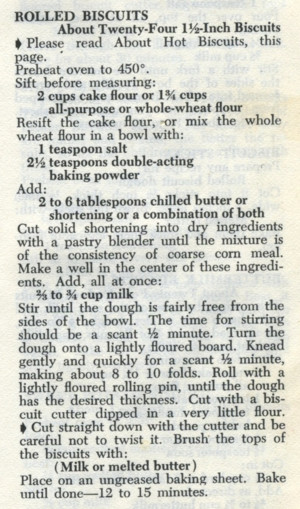 ROLLED BISCUITS
About Twenty-Four 1½-Inch Biscuits
♦ Please read About Hot Biscuits, this
page.
Preheat oven to 450°.
Sift before measuring:
2 cups cake flour or 1¾ cups
all-purpose or whole-wheat flour
Resift the cake flour, or mix the whole
wheat flour in a bowl with:
1 teaspoon salt
2½ teaspoons double-acting
baking powder
Add:
2 to 6 tablespoons chilled butter or
shortening or a combination of both
Cut solid shortening into dry ingredients
with a pastry blender until the mixture is
of the consistency of coarse corn meal.
Make a well in the center of these ingredi-
ents. Add, all at once:
⅔ to ¾ cup milk
Stir until the dough is fairly free from the
sides of the bowl. The time for stirring
should be a scant ½ minute. Turn the
dough onto a lightly floured board. Knead
gently and quickly for a scant ½ minute,
making about 8 to 10 folds. Roll with a
lightly floured rolling pin, until the dough
has the desired thickness. Cut with a bis-
cuit cutter dipped in a very little flour.
♦ Cut straight down with the cutter and be
careful not to twist it. Brush the tops of
the biscuits with:
(Milk or melted butter)
Place on an ungreased baking sheet. Bake
until done—12 to 15 minutes.